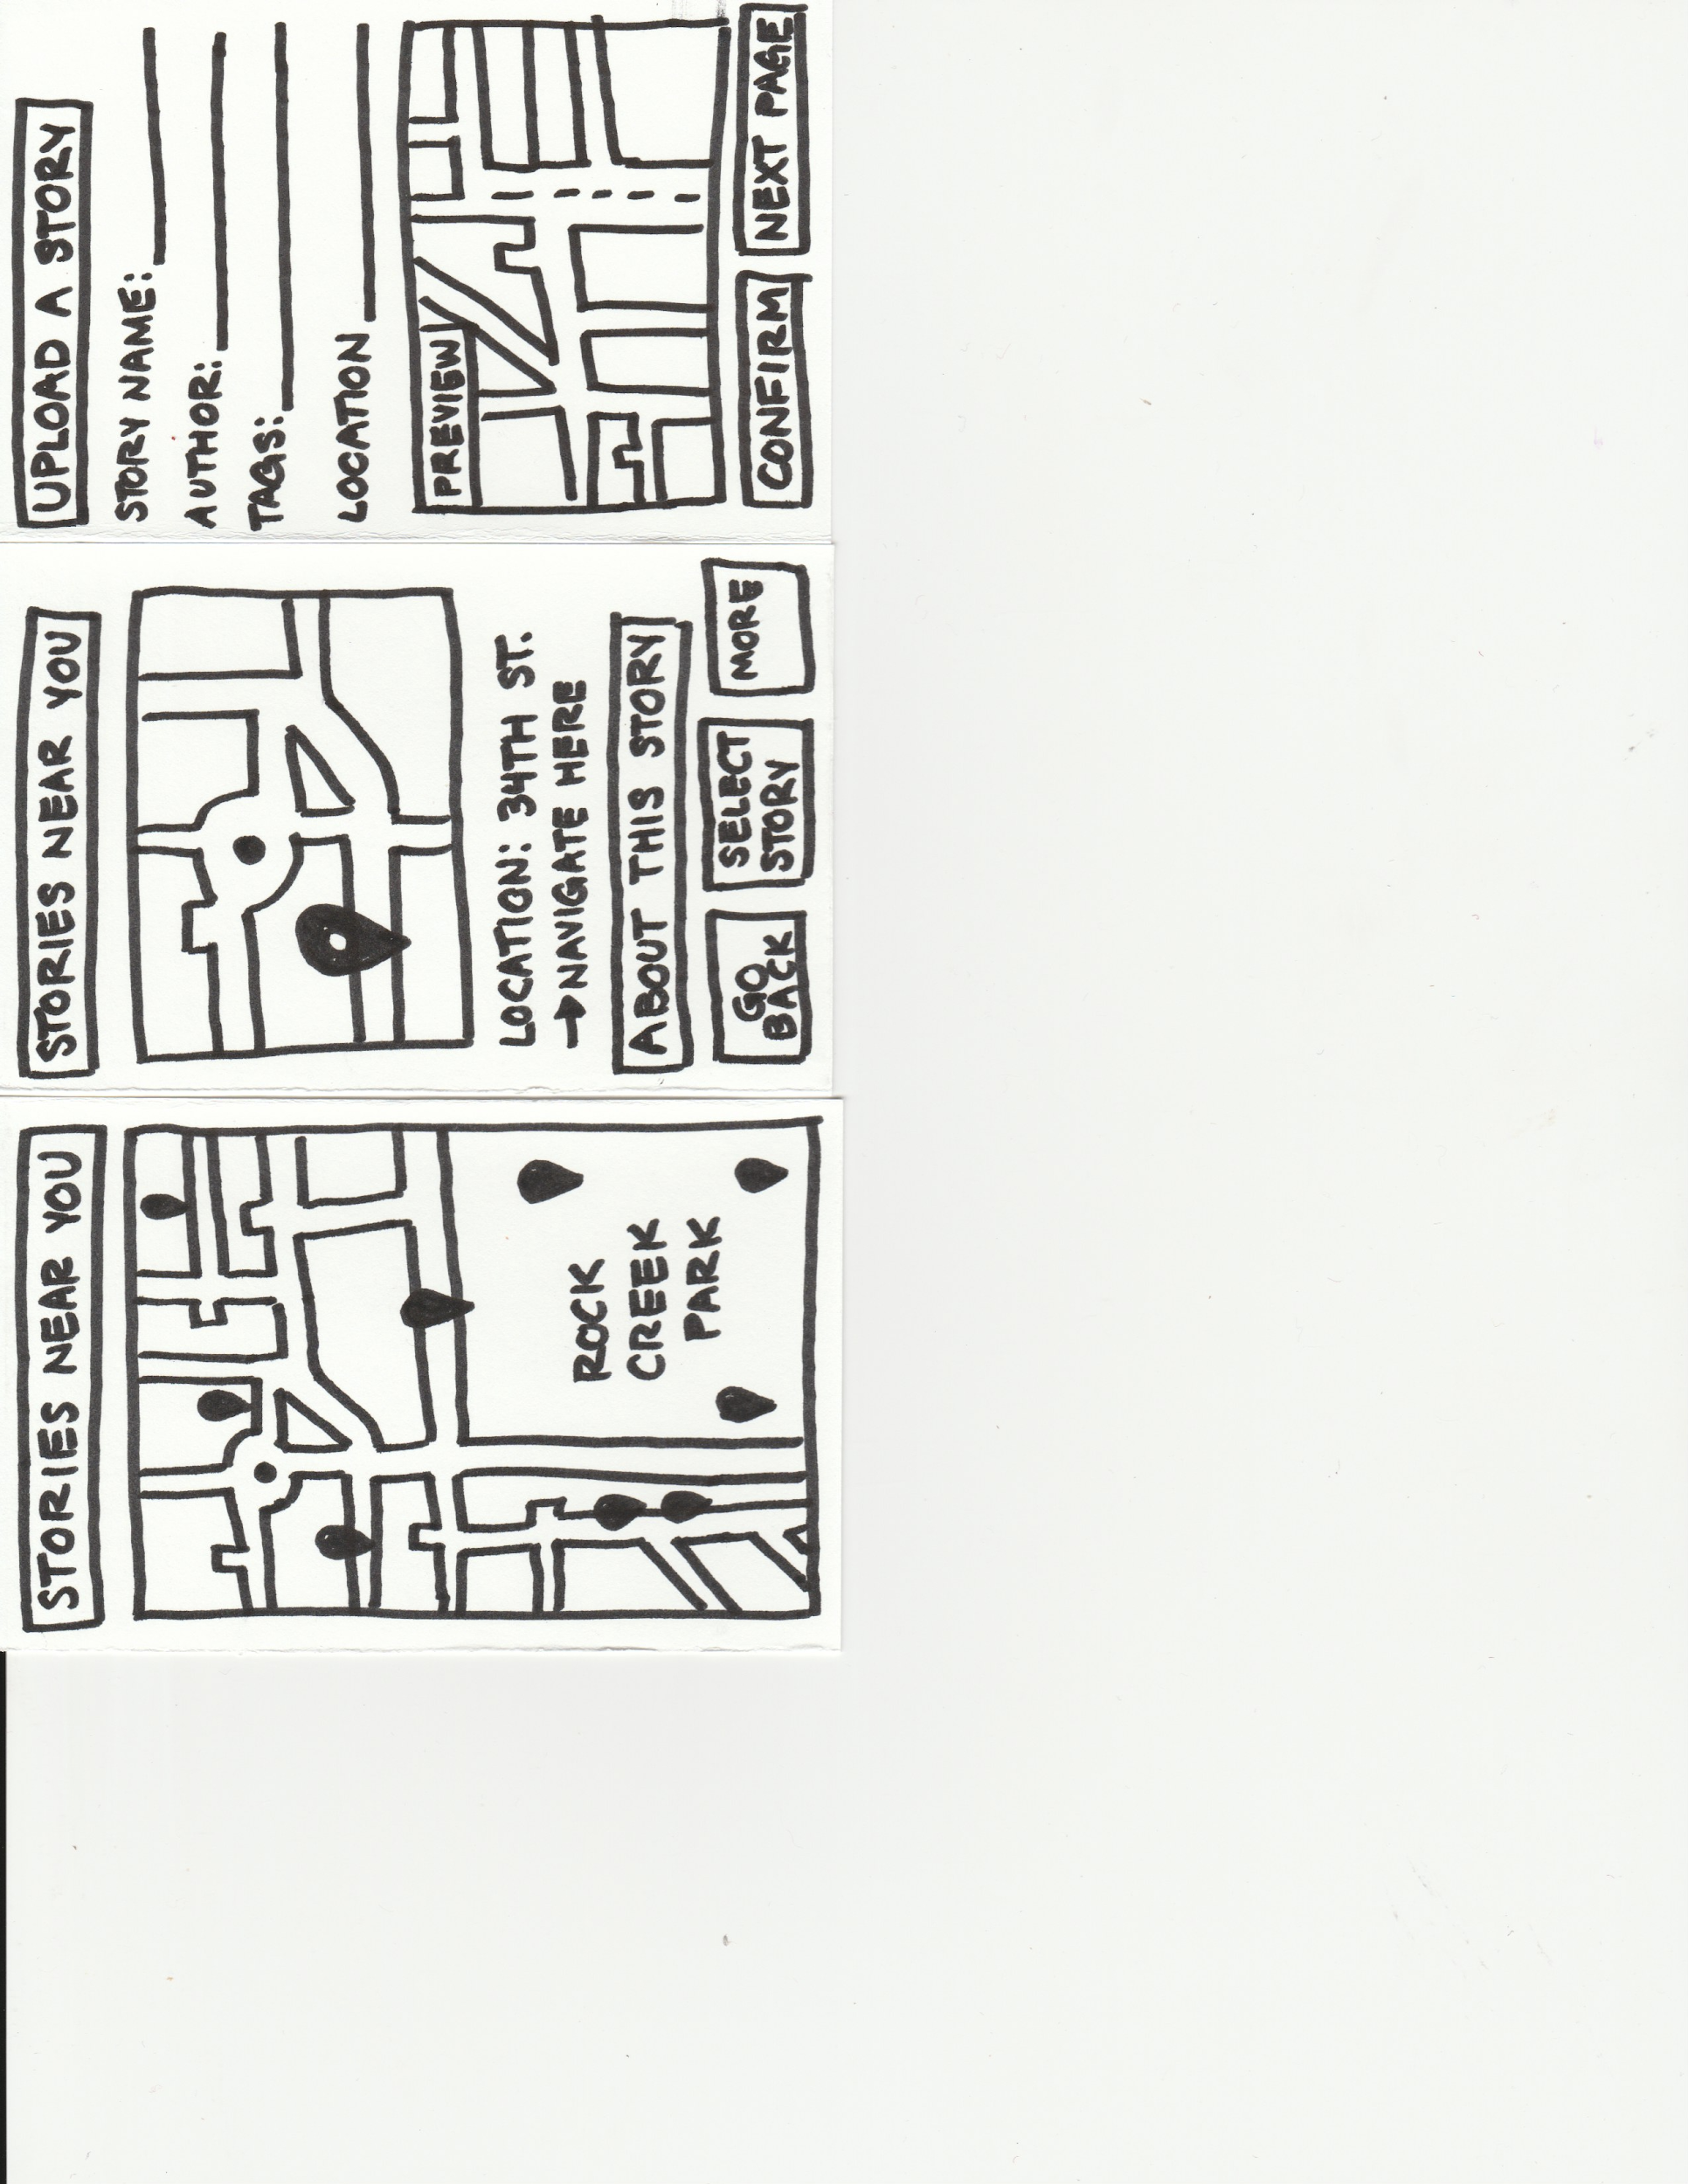 STORIES NEAR YOU
ROCK
CREEK
PARK
STORIES NEAR YOU
LOCATION: 34TH ST.
→NAVIGATE HERE
ABOUT THIS STORY
GO BACK
SELECT STORY
MORE
UPLOAD A STORY
STORY NAME:
AUTHOR:
TAGS:
LOCATION
PREVIEW
CONFIRM
NEXT PAGE